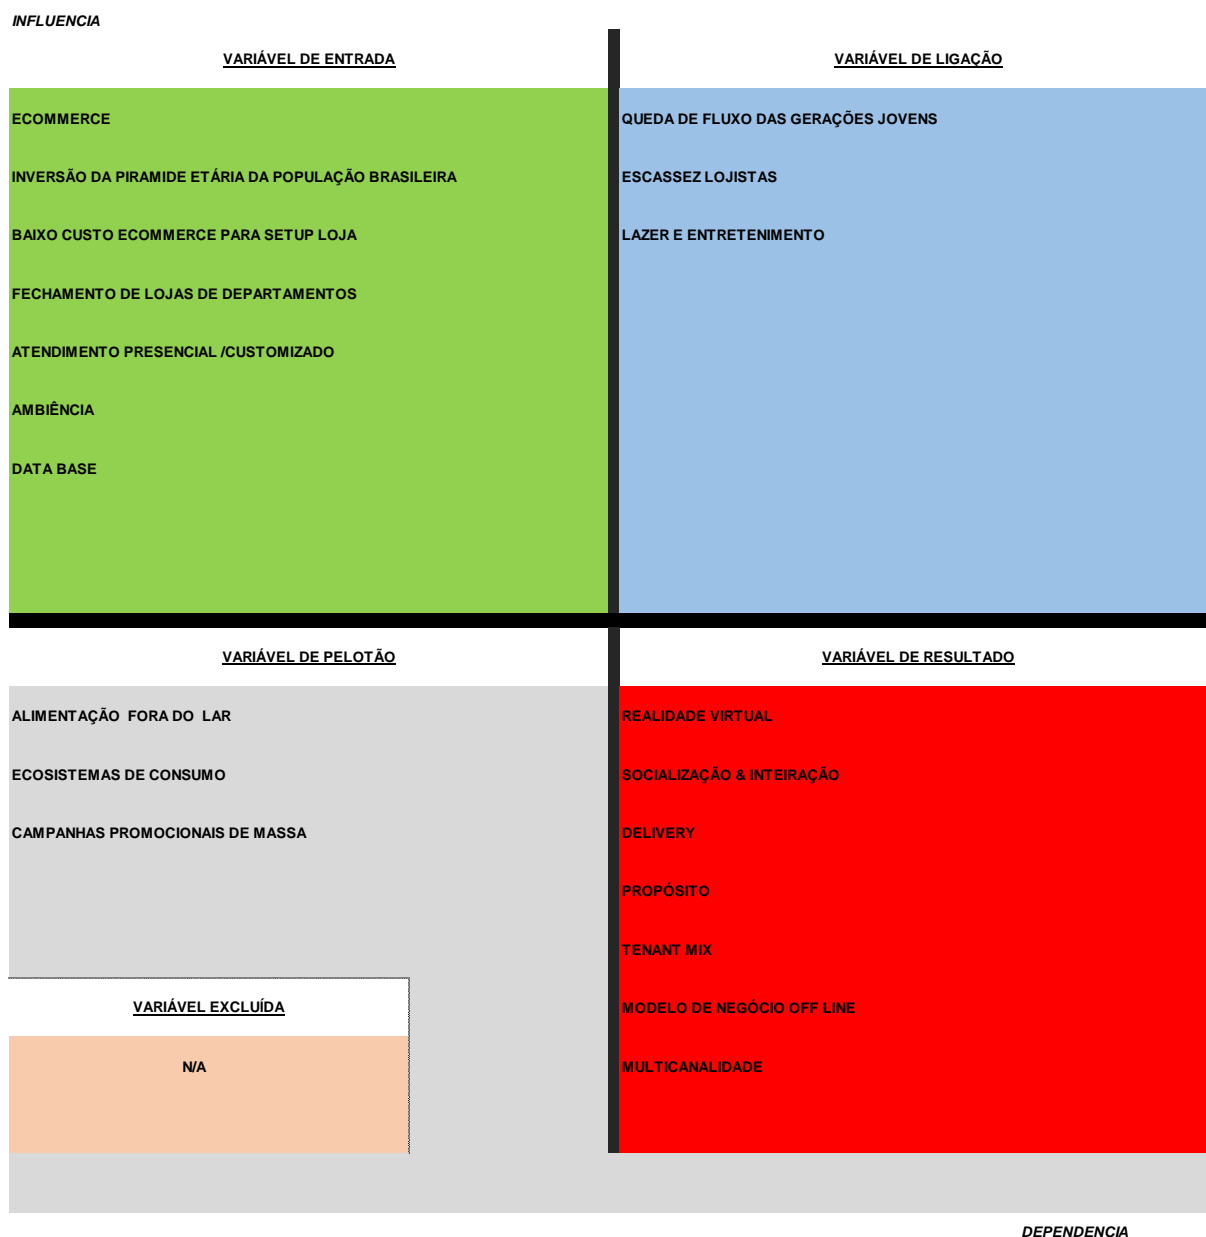 INFLUENCIA
VARIÁVEL DE ENTRADA
ECOMMERCE
INVERSÃO DA PIRAMIDE ETÁRIA DA POPULAÇÃO BRASILEIRA
BAIXO CUSTO ECOMMERCE PARA SETUP LOJA
FECHAMENTO DE LOJAS DE DEPARTAMENTOS
ATENDIMENTO PRESENCIAL /CUSTOMIZADO
AMBIÊNCIA
DATA BASE
VARIÁVEL DE LIGAÇÃO
QUEDA DE FLUXO DAS GERAÇÕES JOVENS
ESCASSEZ LOJISTAS
LAZER E ENTRETENIMENTO
VARIÁVEL DE PELOTÃO
ALIMENTAÇÃO FORA DO LAR
ECOSISTEMAS DE CONSUMO
CAMPANHAS PROMOCIONAIS DE MASSA
VARIÁVEL EXCLUÍDA
N/A
VARIÁVEL DE RESULTADO
REALIDADE VIRTUAL
SOCIALIZAÇÃO & INTEIRAÇÃO
DELIVERY
PROPÓSITO
TENANT MIX
MODELO DE NEGÓCIO OFF LINE
MULTICANALIDADE
DEPENDENCIA